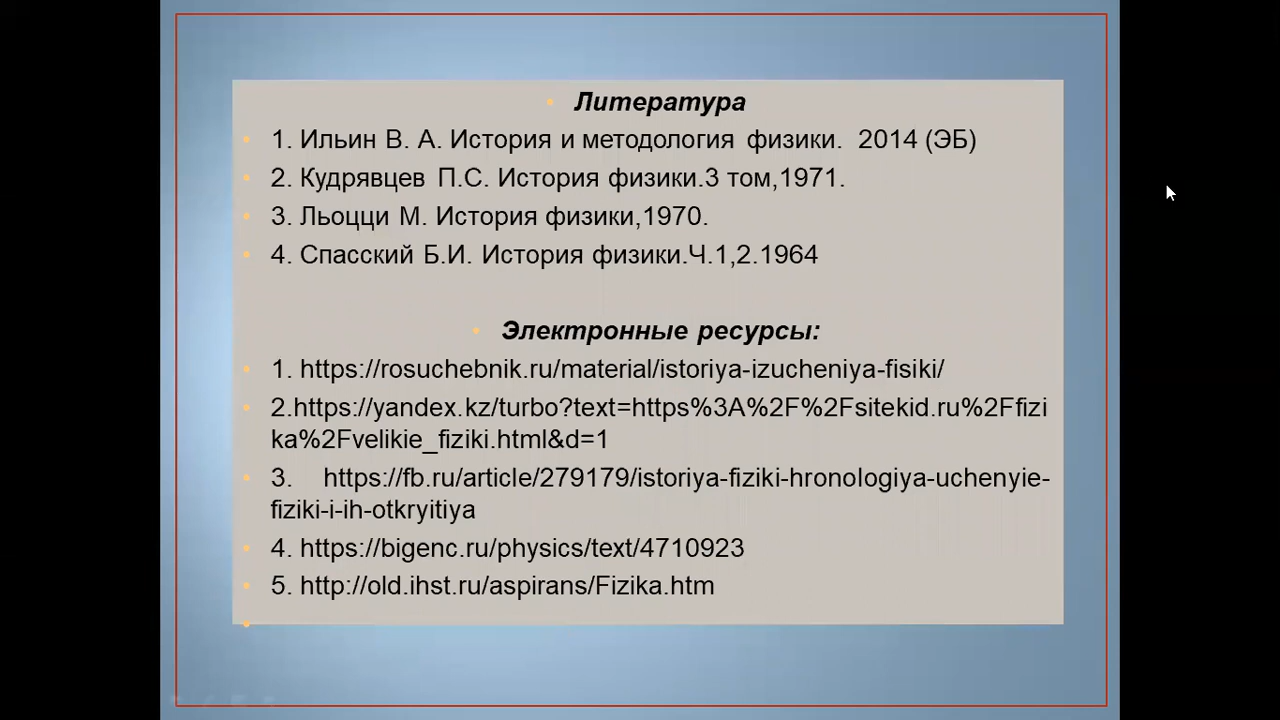 Литература
1. Ильин В. А. История и методология физики. 2014 (ЭБ)
2. Кудрявцев П.С. История физики.3 том,1971.
3. Льоцци М. История физики,1970.
4. Спасский Б.И. История физики.Ч.1,2.1964
Электронные ресурсы:
1. https://rosuchebnik.ru/material/istoriya-izucheniya-fisiki/
2.https://yandex.kz/turbo?text=https%3A%2F%2Fsitekid.ru%2Ffizi
ka%2Fvelikie_fiziki.html&d=1
3. https://fb.ru/article/279179/istoriya-fiziki-hronologiya-uchenyie-
fiziki-i-ih-otkryitiya
4. https://bigenc.ru/physics/text/4710923
5. http://old.ihst.ru/aspirans/Fizika.htm